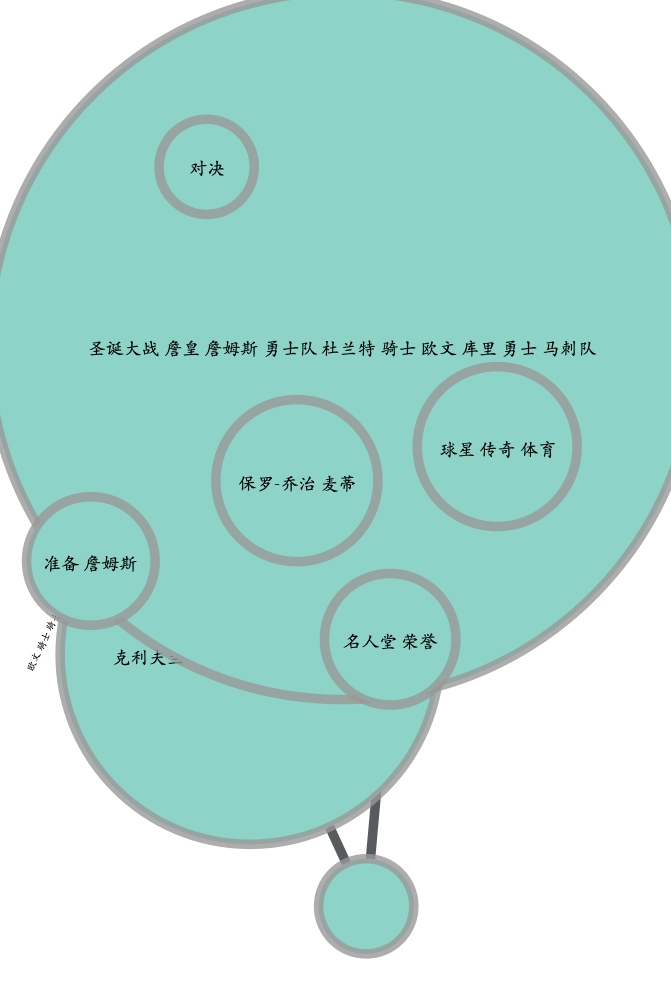 对决
圣诞大战 詹皇 詹姆斯 勇士队 杜兰特 骑士 欧文 库里 勇士 马刺队
球星 传奇 体育
保罗-乔治 麦蒂
准备 詹姆斯
名人堂 荣誉
欧文 骑士 骑士
克利夫兰